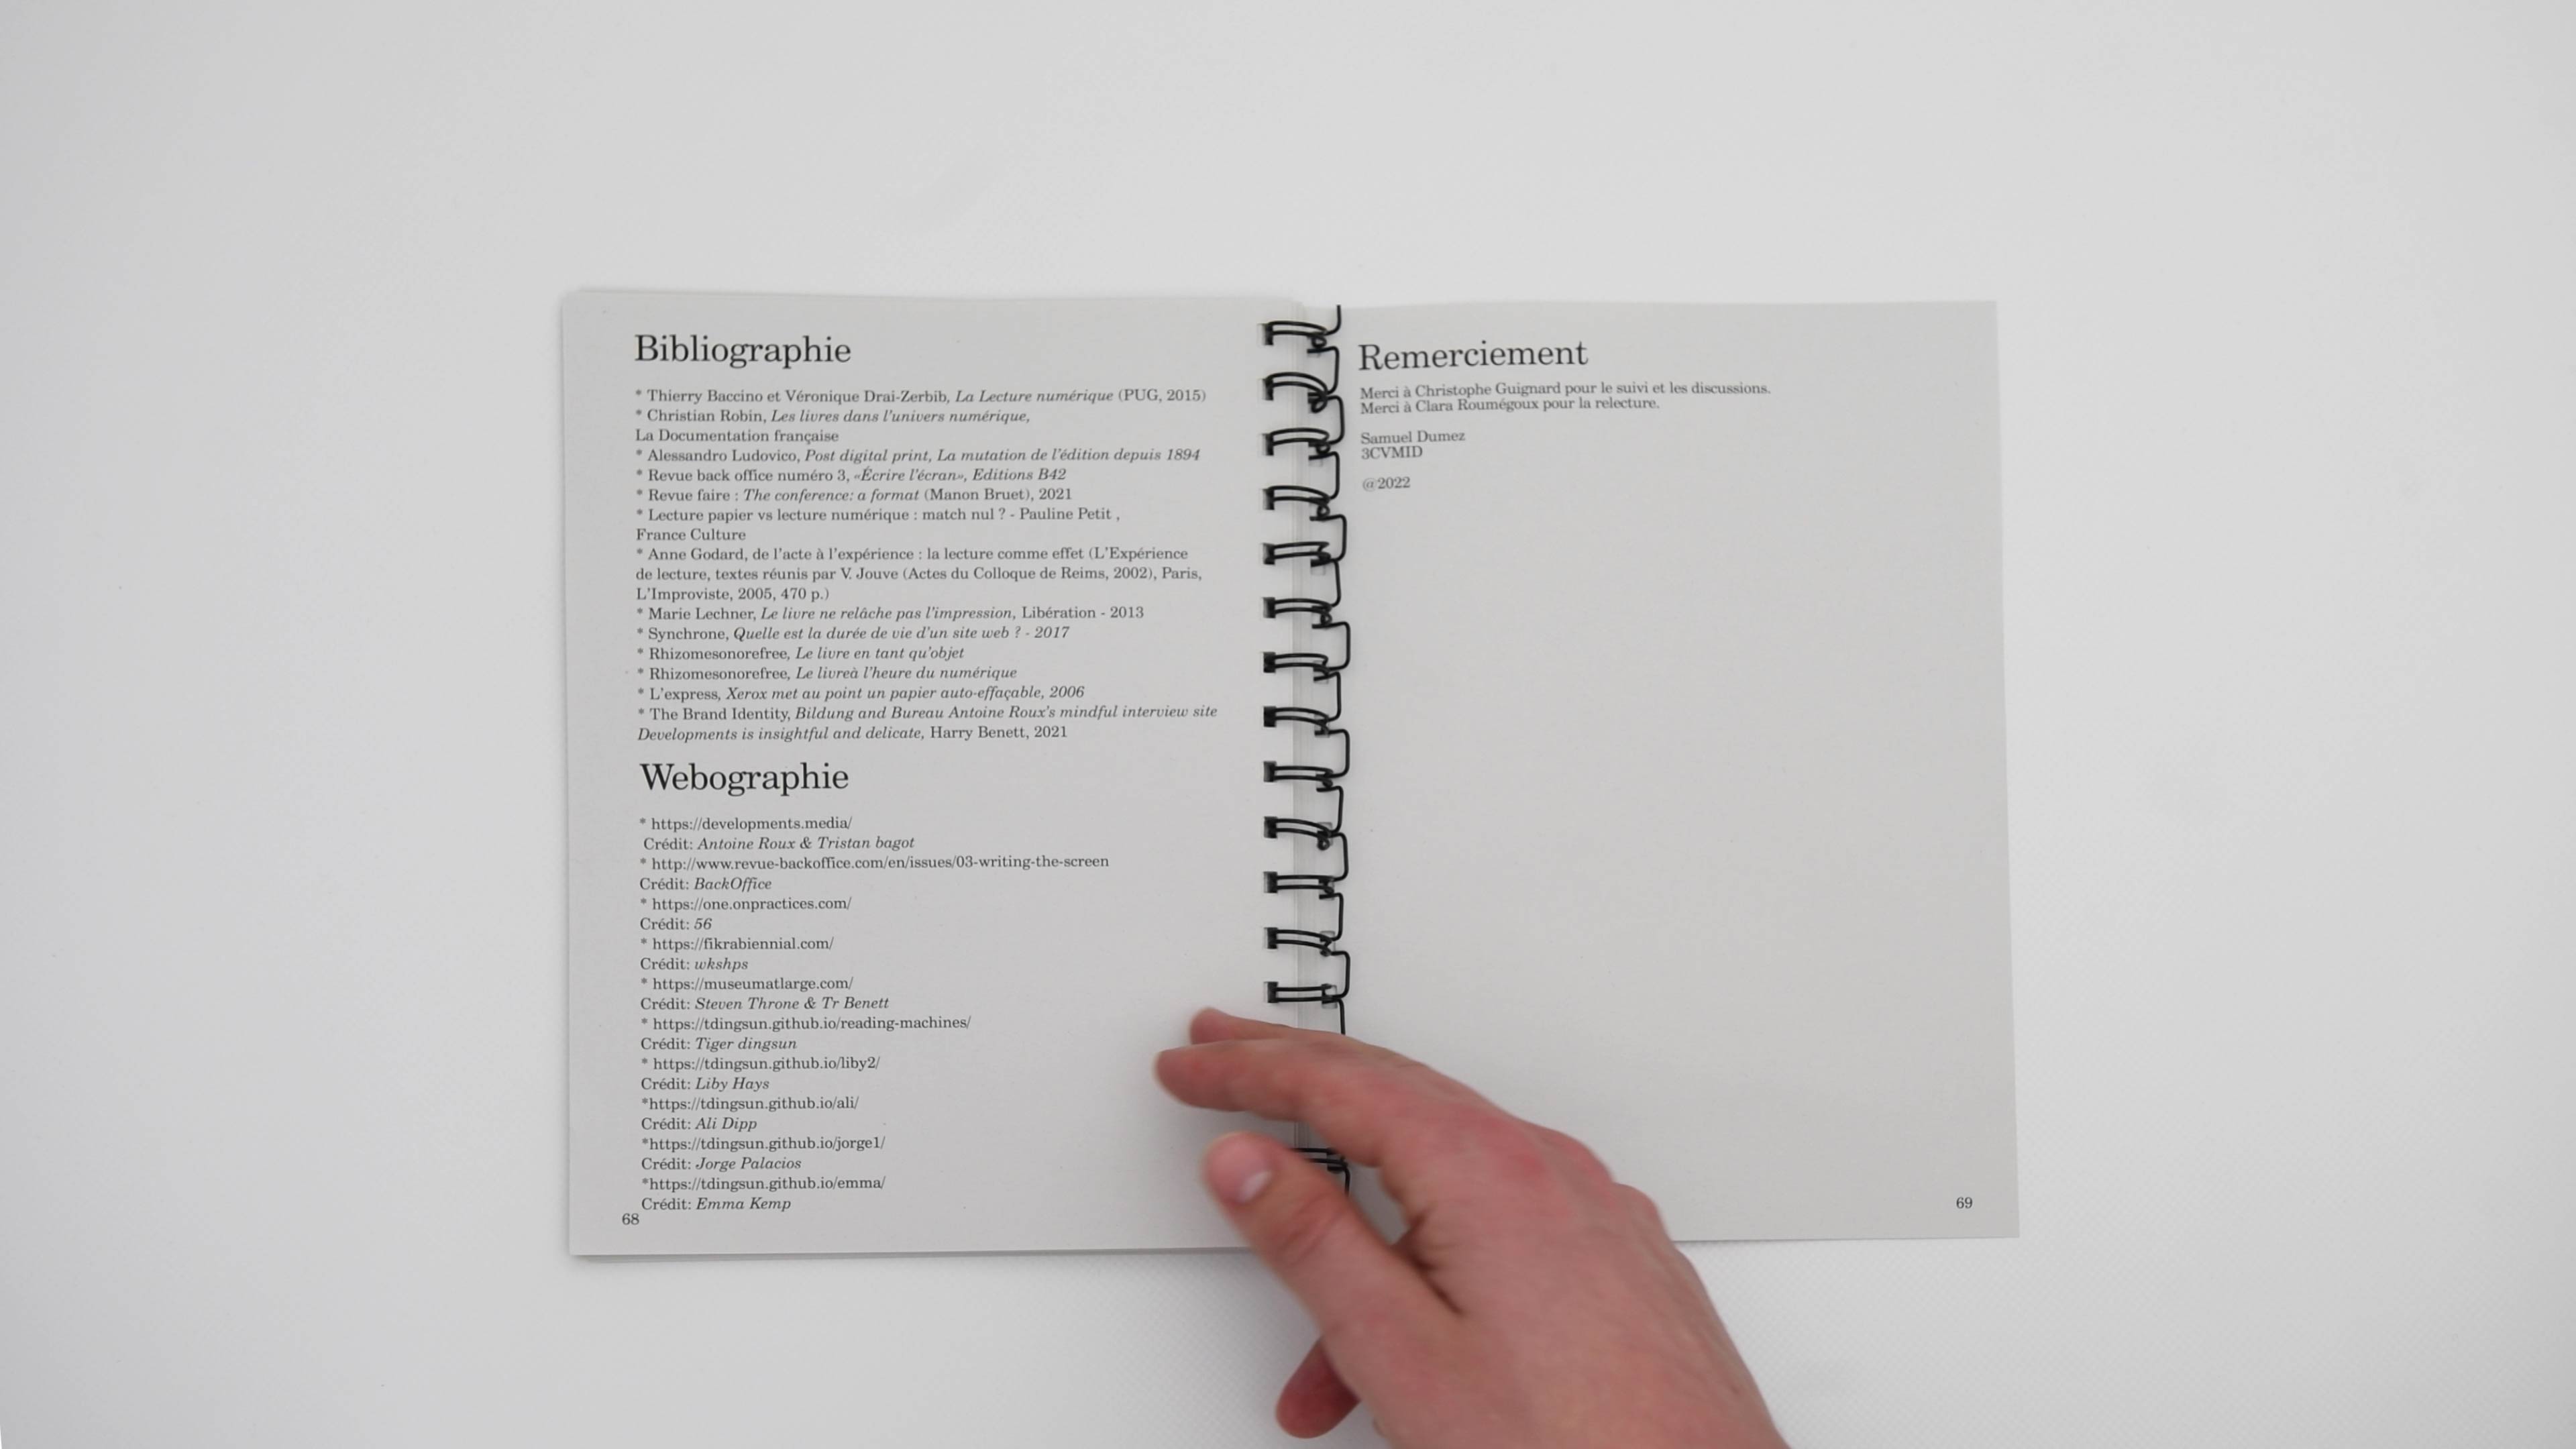 Bibliographie
* Thierry Baccino et Véronique Drai-Zerbib, La Lecture numérique (PUG, 2015)
* Christian Robin, Les livres dans l'univers numérique,
La Documentation française
* Alessandro Ludovico, Post digital print, La mutation de l'édition depuis 1894
* Revue back office numéro 3, «Écrire l'écran», Editions B42
* Revue faire : The conference: a format (Manon Bruet), 2021
* Lecture papier vs lecture numérique : match nul ? - Pauline Petit ,
France Culture
* Anne Godard, de l'acte à l'expérience : la lecture comme effet (L'Expérience
de lecture, textes réunis par V. Jouve (Actes du Colloque de Reims, 2002), Paris,
L'Improviste, 2005, 470 p.)
* Marie Lechner, Le livre ne relâche pas l'impression, Libération - 2013
* Synchrone, Quelle est la durée de vie d'un site web ? - 2017
* Rhizomesonorefree, Le livre en tant qu'objet
* Rhizomesonorefree, Le livreà l'heure du numérique
* L'express, Xerox met au point un papier auto-effaçable, 2006
* The Brand Identity, Bildung and Bureau Antoine Roux's mindful interview site
Developments is insightful and delicate, Harry Benett, 2021
Webographie
* https://developments.media/
Crédit: Antoine Roux & Tristan bagot
* http://www.revue-backoffice.com/en/issues/03-writing-the-screen
Crédit: BackOffice
* https://one.onpractices.com/
Crédit: 56
* https://fikrabiennial.com/
Crédit: wkshps
* https://museumatlarge.com/
Crédit: Steven Throne & Tr Benett
* https://tdingsun.github.io/reading-machines/
Crédit: Tiger dingsun
* https://tdingsun.github.io/liby2/
Crédit: Liby Hays
*https://tdingsun.github.io/ali/
Crédit: Ali Dipp
*https://tdingsun.github.io/jorge1/
Crédit: Jorge Palacios
*https://tdingsun.github.io/emma/
Crédit: Emma Kemp
68
Remerciement
Merci à Christophe Guignard pour le suivi et les discussions.
Merci à Clara Roumégoux pour la relecture.
Samuel Dumez
3CVMID
@2022
69